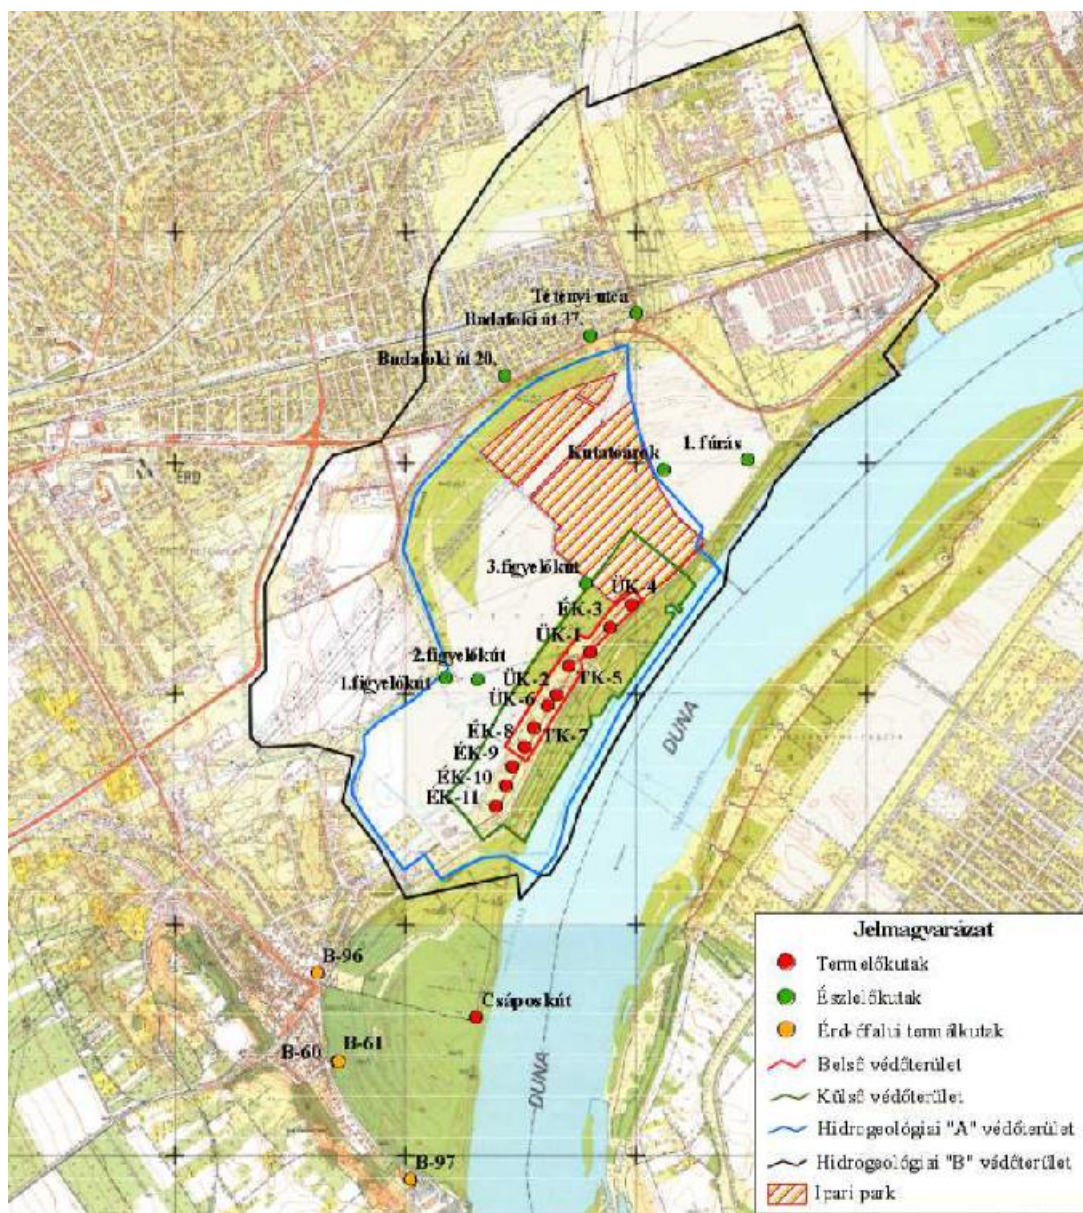 Tétényi utca
Budafoki út 37.
Budafoki út 20.
1. fúrás
Kutatóárok
ÉRD
3.figyelőkút
ÜK-4
ÉK-3
ÜK-1
2.figyelőkút
1.figyelőkút
ÜK-2
TK-5
ÜK-6
ÉK-8
TK-7
ÉK-9
ÉK-10
ÉK-11
DUNA
B-96
Csáposkút
B-60
B-61
DUNA
B-97
Jelmagyarázat
Termelőkutak
Észlelőkutak
Érd-ófalui termálkutak
Belső védőterület
Külső védőterület
Hidrogeológiai "A" védőterület
Hidrogeológiai "B" védőterület
Ipari park